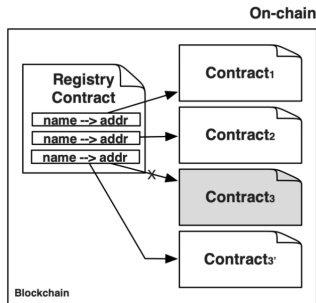 On-chain
Registry
Contract
name --> addr
name --> addr
name --> addr
X
Contract1
Contract2
Contract3
Contract3'
Blockchain